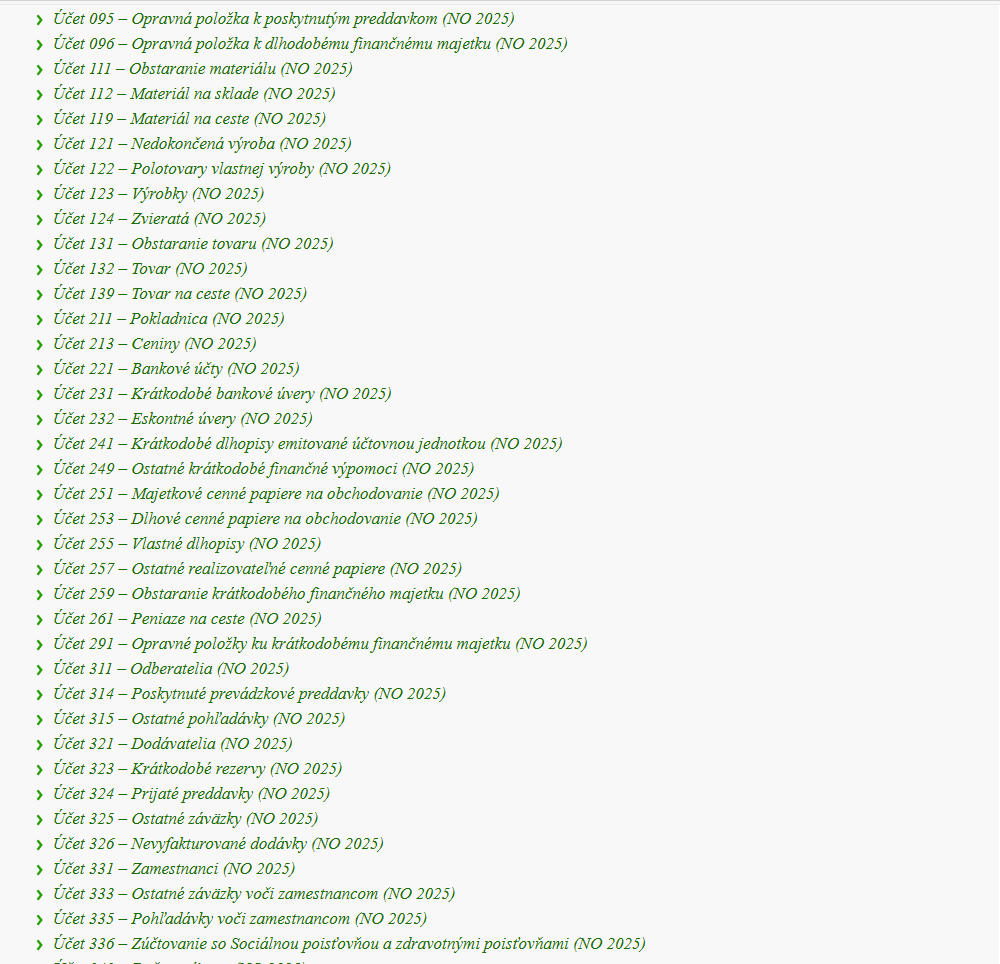 Účet 095 – Opravná položka k poskytnutým preddavkom (NO 2025)
Účet 096 – Opravná položka k dlhodobému finančnému majetku (NO 2025)
Účet 111 – Obstaranie materiálu (NO 2025)
Účet 112 – Materiál na sklade (NO 2025)
Účet 119 – Materiál na ceste (NO 2025)
Účet 121 – Nedokončená výroba (NO 2025)
Účet 122 – Polotovary vlastnej výroby (NO 2025)
Účet 123 – Výrobky (NO 2025)
Účet 124 – Zvieratá (NO 2025)
Účet 131 – Obstaranie tovaru (NO 2025)
Účet 132 – Tovar (NO 2025)
Účet 139 – Tovar na ceste (NO 2025)
Účet 211 – Pokladnica (NO 2025)
Účet 213 – Ceniny (NO 2025)
Účet 221 – Bankové účty (NO 2025)
Účet 231 – Krátkodobé bankové úvery (NO 2025)
Účet 232 – Eskontné úvery (NO 2025)
Účet 241 – Krátkodobé dlhopisy emitované účtovnou jednotkou (NO 2025)
Účet 249 – Ostatné krátkodobé finančné výpomoci (NO 2025)
Účet 251 – Majetkové cenné papiere na obchodovanie (NO 2025)
Účet 253 – Dlhové cenné papiere na obchodovanie (NO 2025)
Účet 255 – Vlastné dlhopisy (NO 2025)
Účet 257 – Ostatné realizovateľné cenné papiere (NO 2025)
Účet 259 – Obstaranie krátkodobého finančného majetku (NO 2025)
Účet 261 – Peniaze na ceste (NO 2025)
Účet 291 – Opravné položky ku krátkodobému finančnému majetku (NO 2025)
Účet 311 – Odberatelia (NO 2025)
Účet 314 – Poskytnuté prevádzkové preddavky (NO 2025)
Účet 315 – Ostatné pohľadávky (NO 2025)
Účet 321 – Dodávatelia (NO 2025)
Účet 323 – Krátkodobé rezervy (NO 2025)
Účet 324 – Prijaté preddavky (NO 2025)
Účet 325 – Ostatné záväzky (NO 2025)
Účet 326 – Nevyfakturované dodávky (NO 2025)
Účet 331 – Zamestnanci (NO 2025)
Účet 333 – Ostatné záväzky voči zamestnancom (NO 2025)
Účet 335 – Pohľadávky voči zamestnancom (NO 2025)
Účet 336 – Zúčtovanie so Sociálnou poisťovňou a zdravotnými poisťovňami (NO 2025)